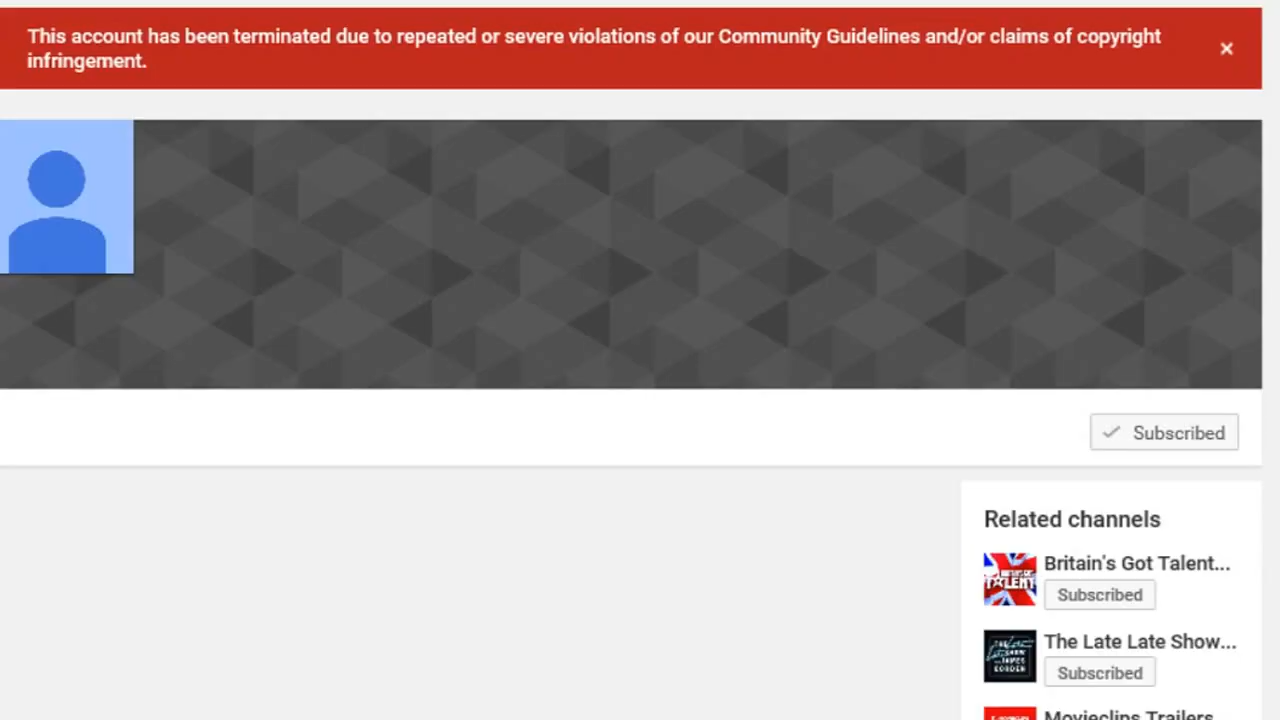 This account has been terminated due to repeated or severe violations of our Community Guidelines and/or claims of copyright
infringement.
×
Subscribed
Related channels
Britain's Got Talent...
Subscribed
The Late Late Show...
Subscribed
Movieclips Trailers